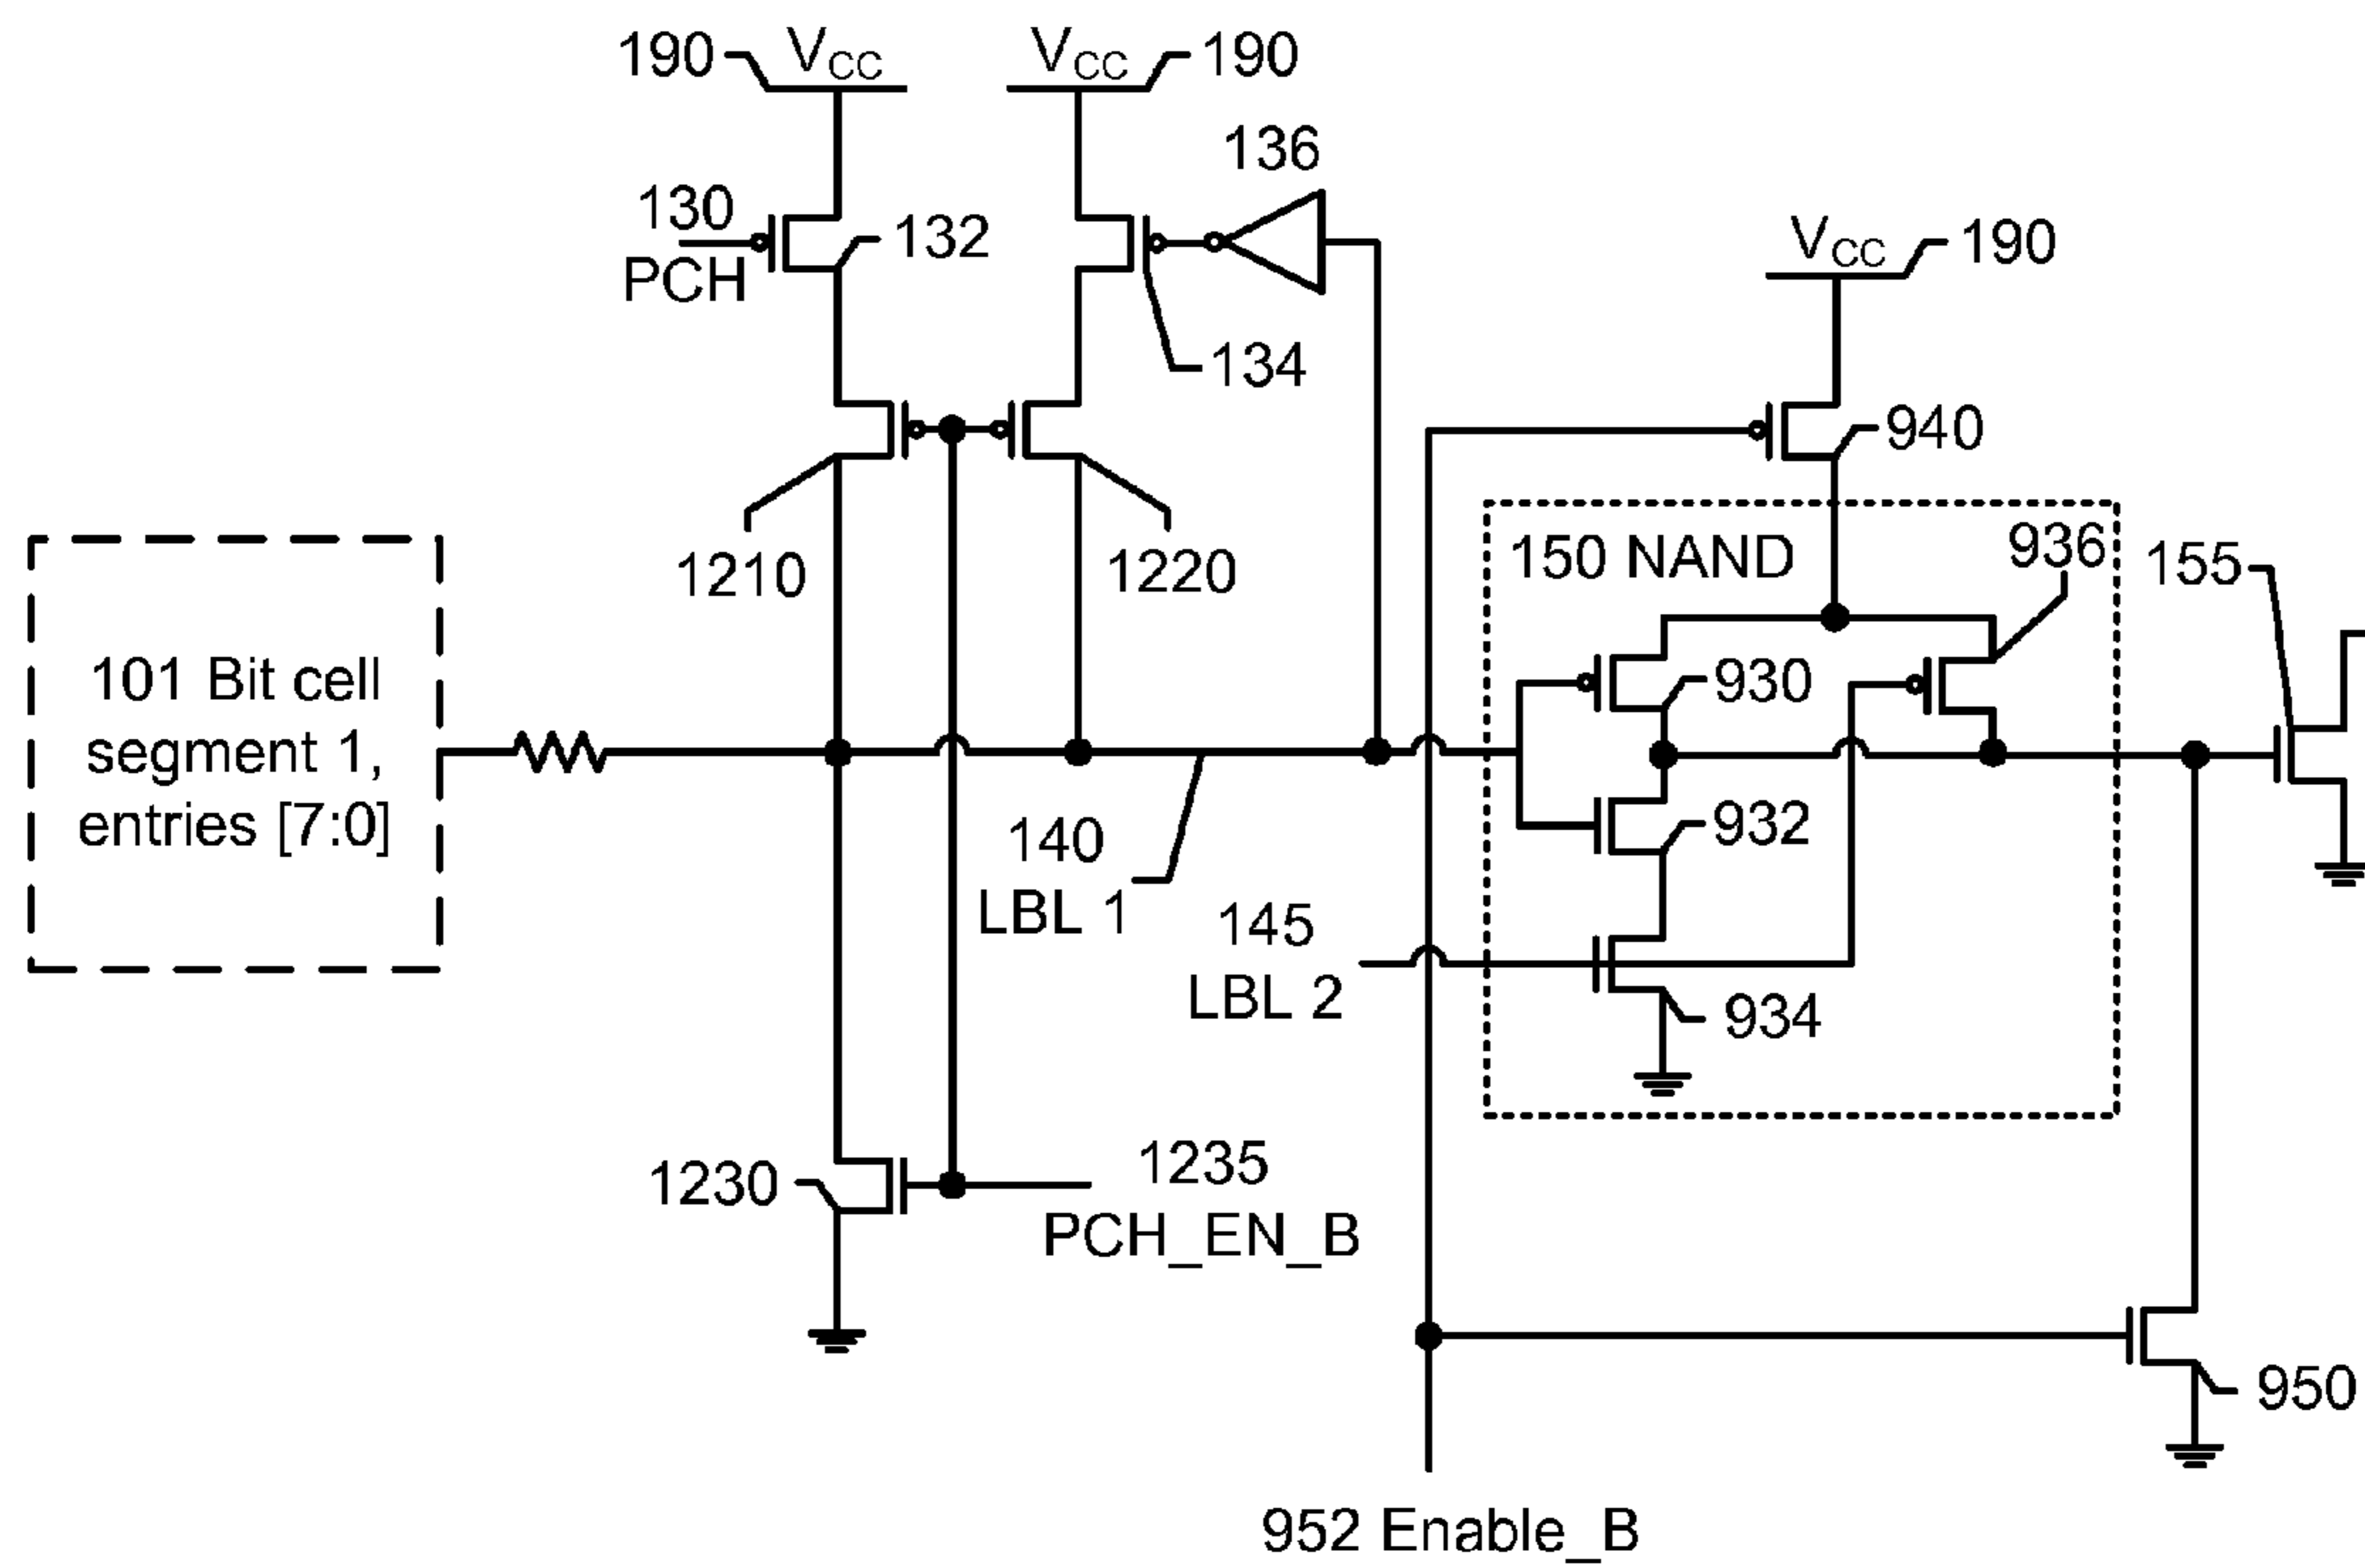 190 VCC
VCC 190
136
130
PCH
132
134
VCC 190
940
1210
1220
150 NAND
936
155
101 Bit cell
segment 1,
entries [7:0]
930
932
140
LBL 1
145
LBL 2
934
1230
1235
PCH_EN_B
950
952 Enable_B